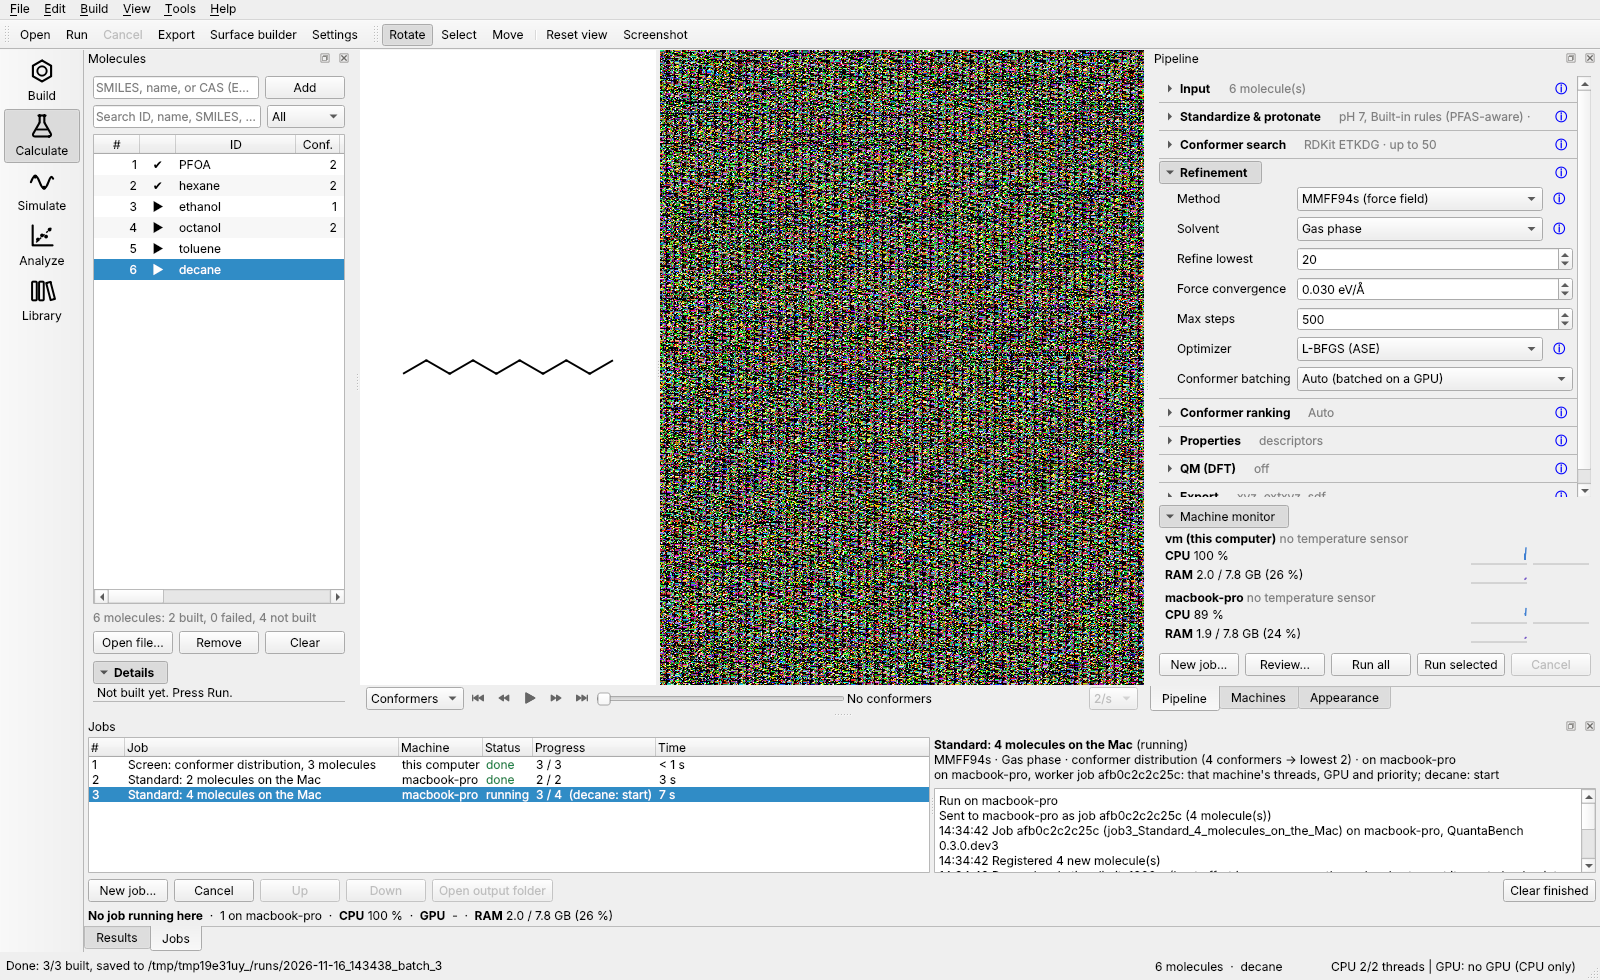 File Edit Build View Tools Help
Open Run Cancel Export Surface builder Settings Rotate Select Move Reset view Screenshot
Build
Calculate
Simulate
Analyze
Library
Molecules
SMILES, name, or CAS (E... Add
Search ID, name, SMILES, ... All
# ID Conf.
1 ✔ PFOA 2
2 ✔ hexane 2
3 ▶ ethanol 1
4 ▶ octanol 2
5 ▶ toluene
6 ▶ decane
6 molecules: 2 built, 0 failed, 4 not built
Open file... Remove Clear
Details
Not built yet. Press Run.
Conformers No conformers 2/s
Pipeline
Input 6 molecule(s)
Standardize & protonate pH 7, Built-in rules (PFAS-aware) ·
Conformer search RDKit ETKDG · up to 50
Refinement
Method MMFF94s (force field)
Solvent Gas phase
Refine lowest 20
Force convergence 0.030 eV/Å
Max steps 500
Optimizer L-BFGS (ASE)
Conformer batching Auto (batched on a GPU)
Conformer ranking Auto
Properties descriptors
QM (DFT) off
Export xyz, extxyz, sdf
Machine monitor
vm (this computer) no temperature sensor
CPU 100 %
RAM 2.0 / 7.8 GB (26 %)
macbook-pro no temperature sensor
CPU 89 %
RAM 1.9 / 7.8 GB (24 %)
New job... Review... Run all Run selected Cancel
Pipeline Machines Appearance
Jobs
# Job Machine Status Progress Time
1 Screen: conformer distribution, 3 molecules this computer done 3 / 3 < 1 s
2 Standard: 2 molecules on the Mac macbook-pro done 2 / 2 3 s
3 Standard: 4 molecules on the Mac macbook-pro running 3 / 4 (decane: start) 7 s
Standard: 4 molecules on the Mac (running)
MMFF94s · Gas phase · conformer distribution (4 conformers → lowest 2) · on macbook-pro
on macbook-pro, worker job afb0c2c2c25c: that machine's threads, GPU and priority; decane: start
Run on macbook-pro
Sent to macbook-pro as job afb0c2c2c25c (4 molecule(s))
14:34:42 Job afb0c2c2c25c (job3_Standard_4_molecules_on_the_Mac) on macbook-pro, QuantaBench
0.3.0.dev3
14:34:42 Registered 4 new molecule(s)
New job... Cancel Up Down Open output folder Clear finished
No job running here · 1 on macbook-pro · CPU 100 % · GPU - · RAM 2.0 / 7.8 GB (26 %)
Results Jobs
Done: 3/3 built, saved to /tmp/tmp19e31uy_/runs/2026-11-16_143438_batch_3
6 molecules · decane CPU 2/2 threads | GPU: no GPU (CPU only)